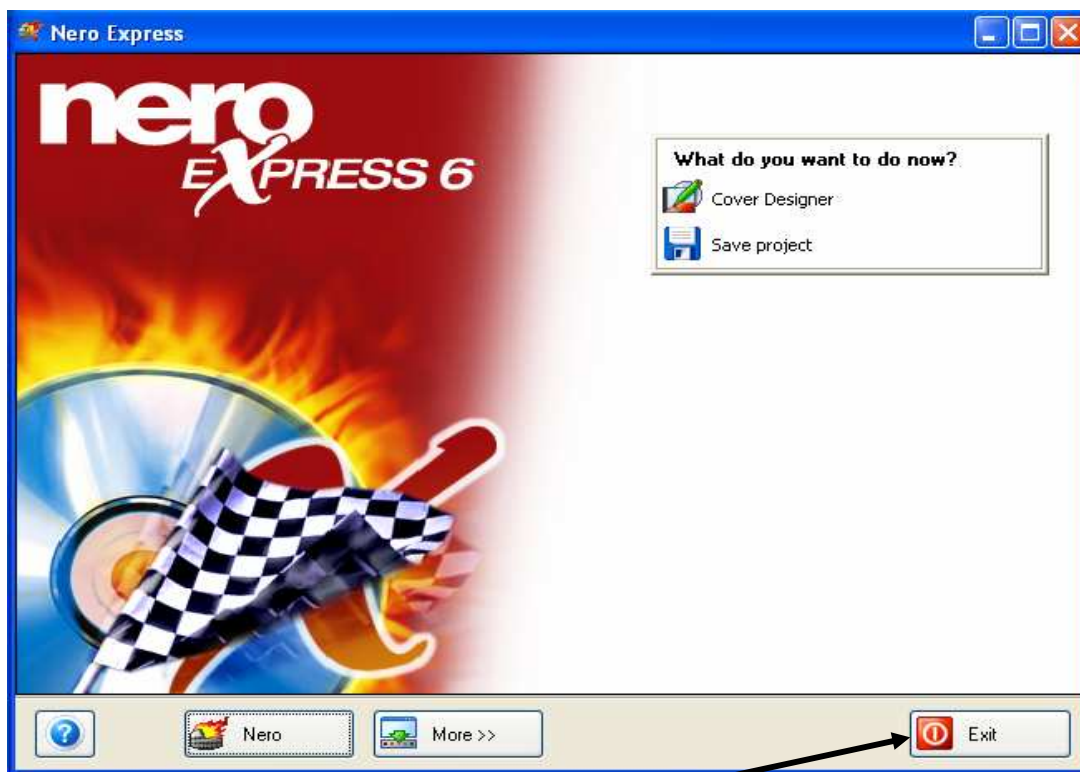 Nero Express
nero
EXPRESS 6
What do you want to do now?
Cover Designer
Save project
?
Nero
More >>
Exit